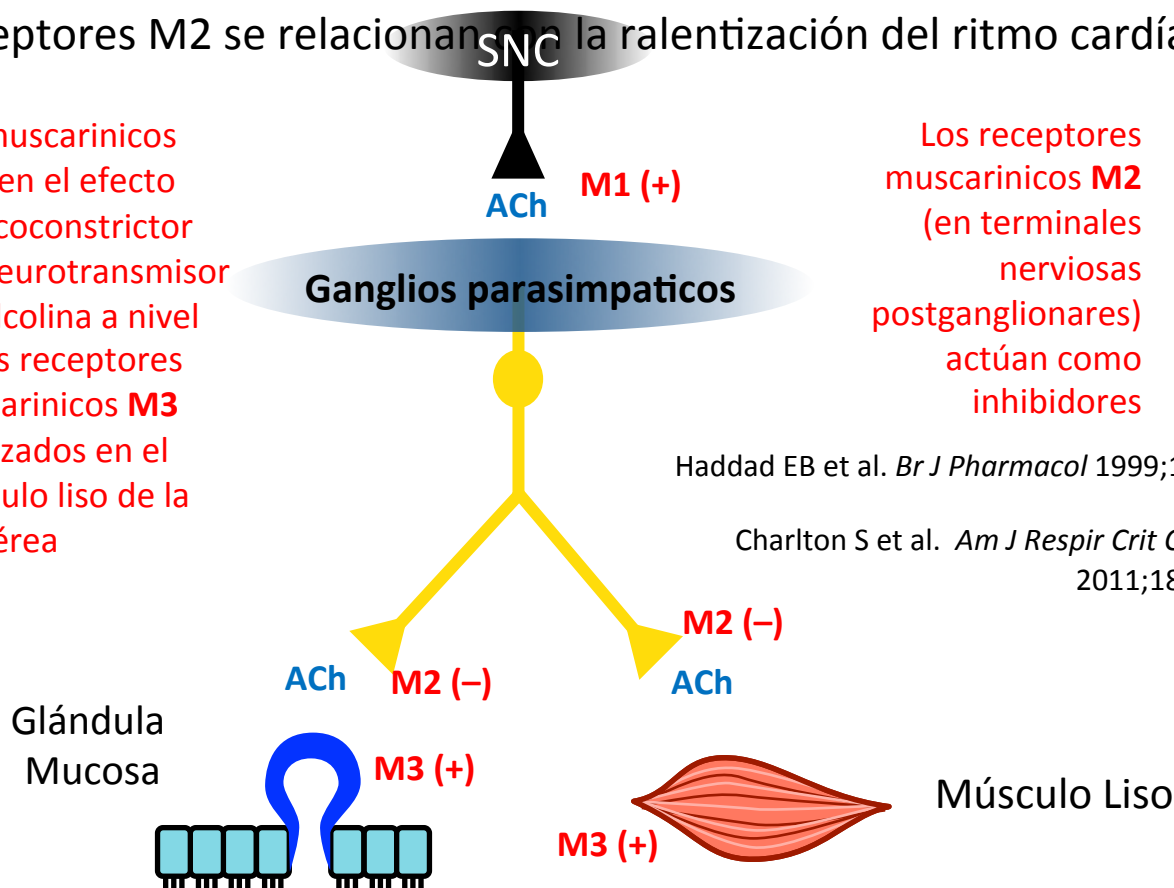 eptores M2 se relacionan con la ralentización del ritmo cardía
SNC
muscarinicos
en el efecto
coconstrictor
eurotransmisor
lcolina a nivel
s receptores
arinicos M3
zados en el
ulo liso de la
érea
ACh
M1 (+)
Ganglios parasimpaticos
Los receptores
muscarinicos M2
(en terminales
nerviosas
postganglionares)
actúan como
inhibidores
Haddad EB et al. Br J Pharmacol 1999;1
Charlton S et al. Am J Respir Crit C
2011;18
ACh
M2 (–)
M2 (–)
ACh
Glándula
Mucosa
M3 (+)
M3 (+)
Músculo Liso